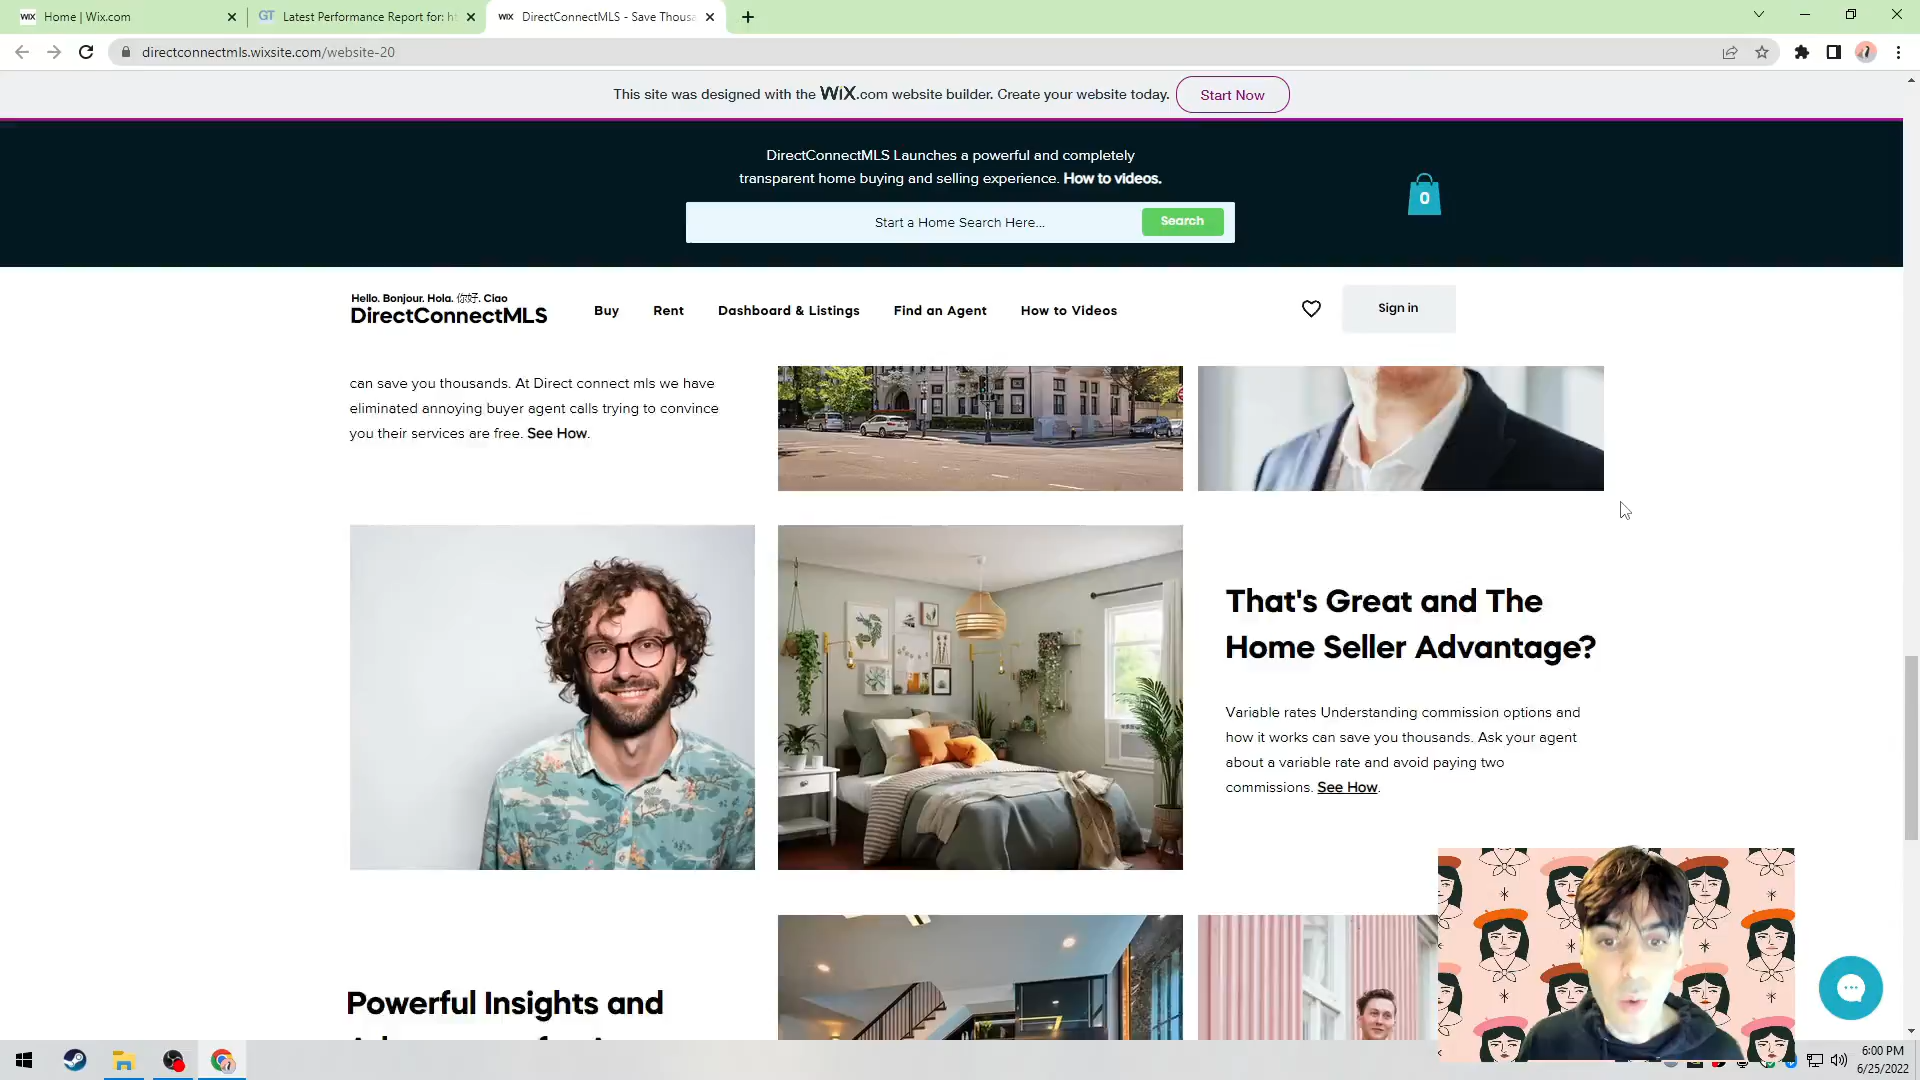 WIX Home | Wix.com
GT Latest Performance Report for: ht
WIX DirectConnectMLS - Save Thousa
directconnectmls.wixsite.com/website-20
This site was designed with the WiX.com website builder. Create your website today.
Start Now
DirectConnectMLS Launches a powerful and completely
transparent home buying and selling experience. How to videos.
0
Start a Home Search Here...
Search
Hello. Bonjour. Hola. 你好. Ciao
DirectConnectMLS
Buy
Rent
Dashboard & Listings
Find an Agent
How to Videos
Sign in
can save you thousands. At Direct connect mls we have
eliminated annoying buyer agent calls trying to convince
you their services are free. See How.
That's Great and The
Home Seller Advantage?
Variable rates Understanding commission options and
how it works can save you thousands. Ask your agent
about a variable rate and avoid paying two
commissions. See How.
Powerful Insights and
6:00 PM
6/25/2022